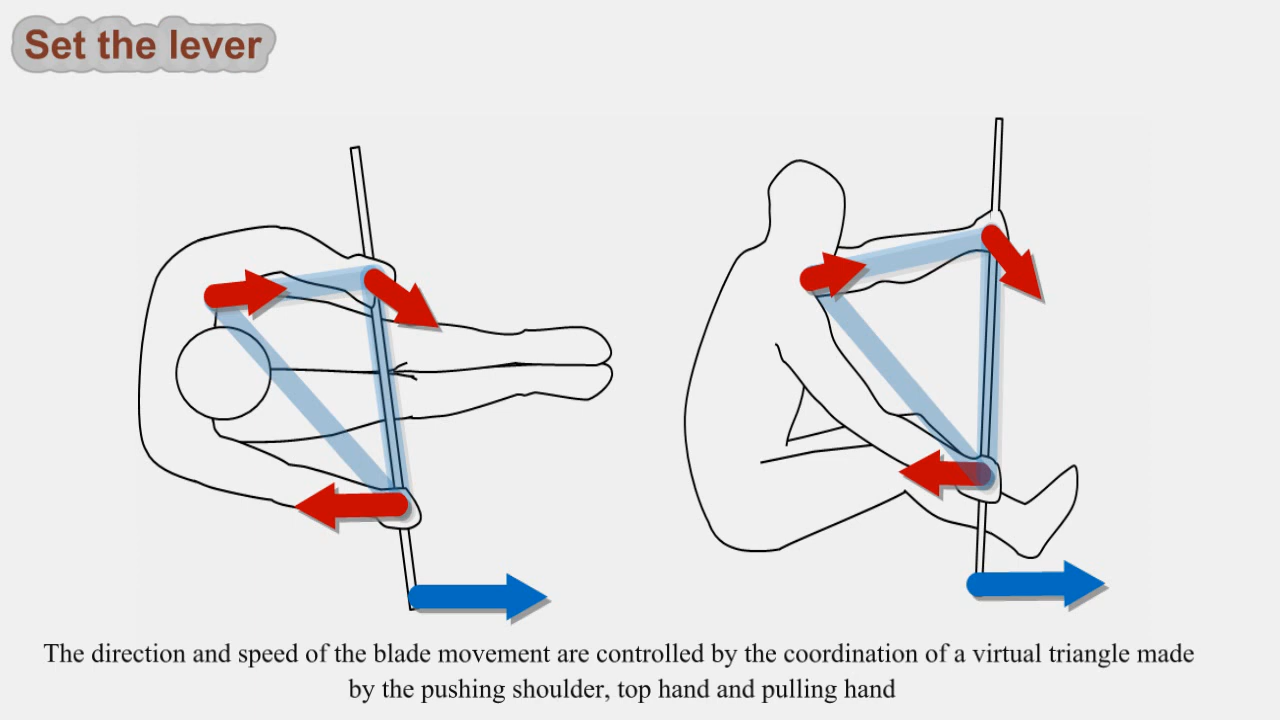 Set the lever
The direction and speed of the blade movement are controlled by the coordination of a virtual triangle made
by the pushing shoulder, top hand and pulling hand